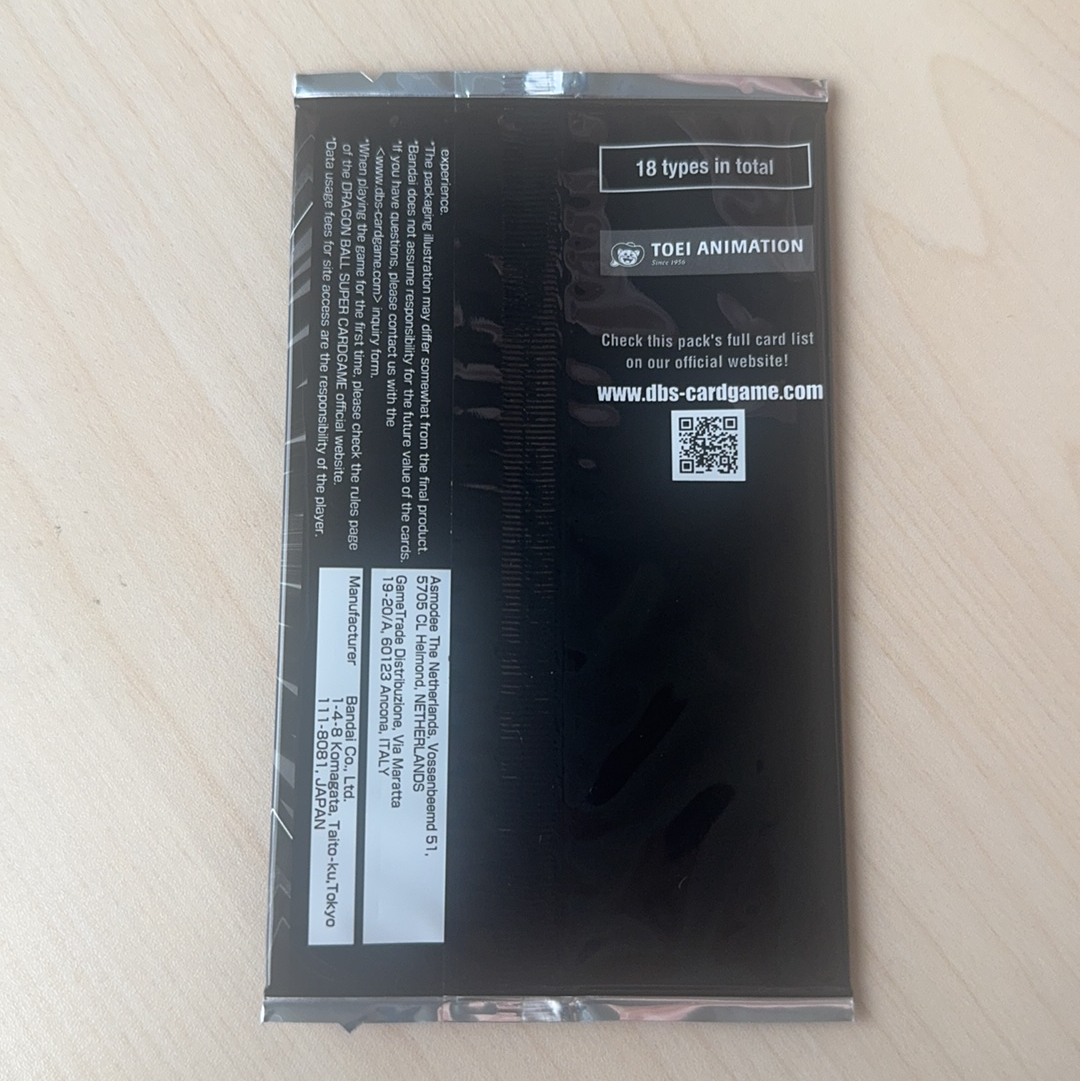 18 types in total
TOEI ANIMATION
Since 1956
Check this pack's full card list
on our official website!
www.dbs-cardgame.com
experience.
*The packaging illustration may differ somewhat from the final product.
*Bandai does not assume responsibility for the future value of the cards.
*If you have questions, please contact us with the
<www.dbs-cardgame.com> inquiry form.
*When playing the game for the first time, please check the rules page
of the DRAGON BALL SUPER CARDGAME official website.
*Data usage fees for site access are the responsibility of the player.
Asmodee The Netherlands, Vossenbeemd 51,
5705 CL Helmond, NETHERLANDS
GameTrade Distribuzione, Via Maratta
19-20/A, 60123 Ancona, ITALY
Manufacturer Bandai Co., Ltd.
1-4-8 Komagata, Taito-ku,Tokyo
111-8081, JAPAN